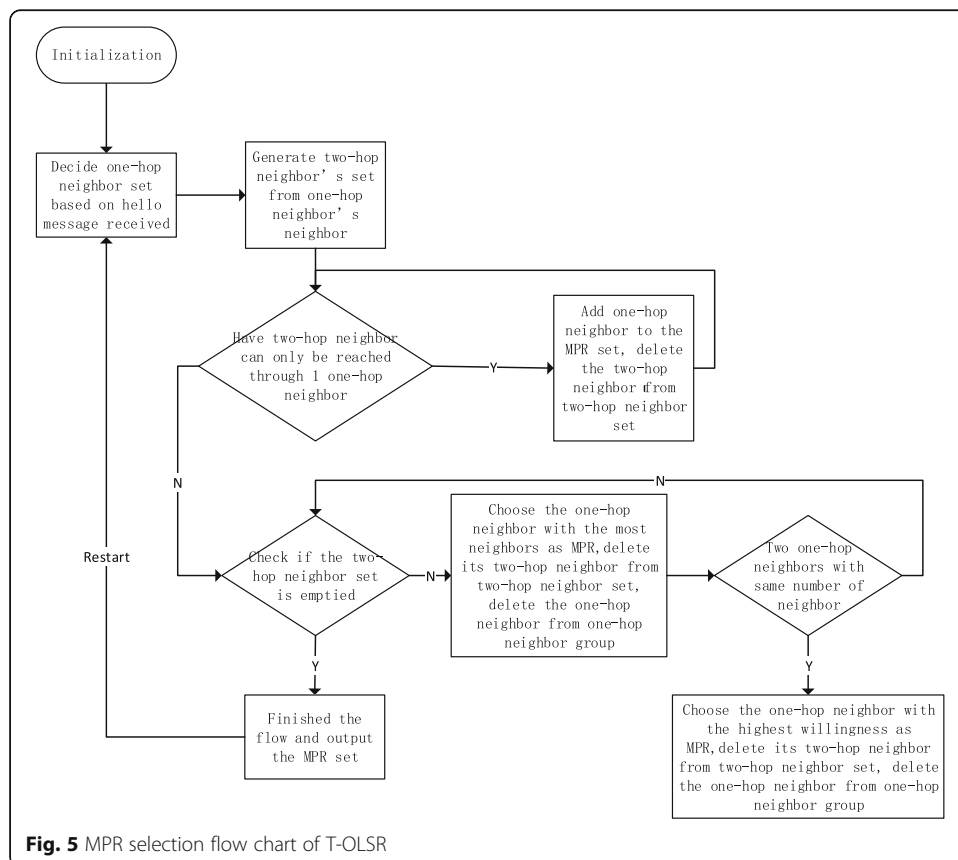 Initialization
Decide one-hop
neighbor set
based on hello
message received
Generate two-hop
neighbor's set
from one-hop
neighbor's
neighbor
Have two-hop neighbor
can only be reached
through 1 one-hop
neighbor
Y
Add one-hop
neighbor to the
MPR set, delete
the two-hop
neighbor from
two-hop neighbor
set
N
N
Restart
Check if the two-
hop neighbor set
is emptied
N
Choose the one-hop
neighbor with the most
neighbors as MPR,delete
its two-hop neighbor from
two-hop neighbor set,
delete the one-hop
neighbor from one-hop
neighbor group
Two one-hop
neighbors with
same number of
neighbor
Y
Y
Finished the
flow and output
the MPR set
Choose the one-hop neighbor with
the highest willingness as
MPR,delete its two-hop neighbor
from two-hop neighbor set, delete
the one-hop neighbor from one-hop
neighbor group
Fig. 5 MPR selection flow chart of T-OLSR